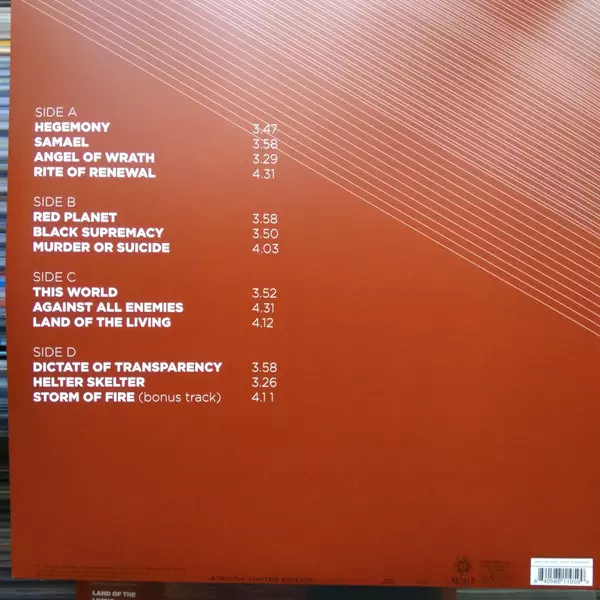 SIDE A
HEGEMONY 3.47
SAMAEL 3.58
ANGEL OF WRATH 3.29
RITE OF RENEWAL 4.31
SIDE B
RED PLANET 3.58
BLACK SUPREMACY 3.50
MURDER OR SUICIDE 4.03
SIDE C
THIS WORLD 3.52
AGAINST ALL ENEMIES 4.31
LAND OF THE LIVING 4.12
SIDE D
DICTATE OF TRANSPARENCY 3.58
HELTER SKELTER 3.26
STORM OF FIRE (bonus track) 4.11
STRICTLY LIMITED EDITION
LAND OF THE